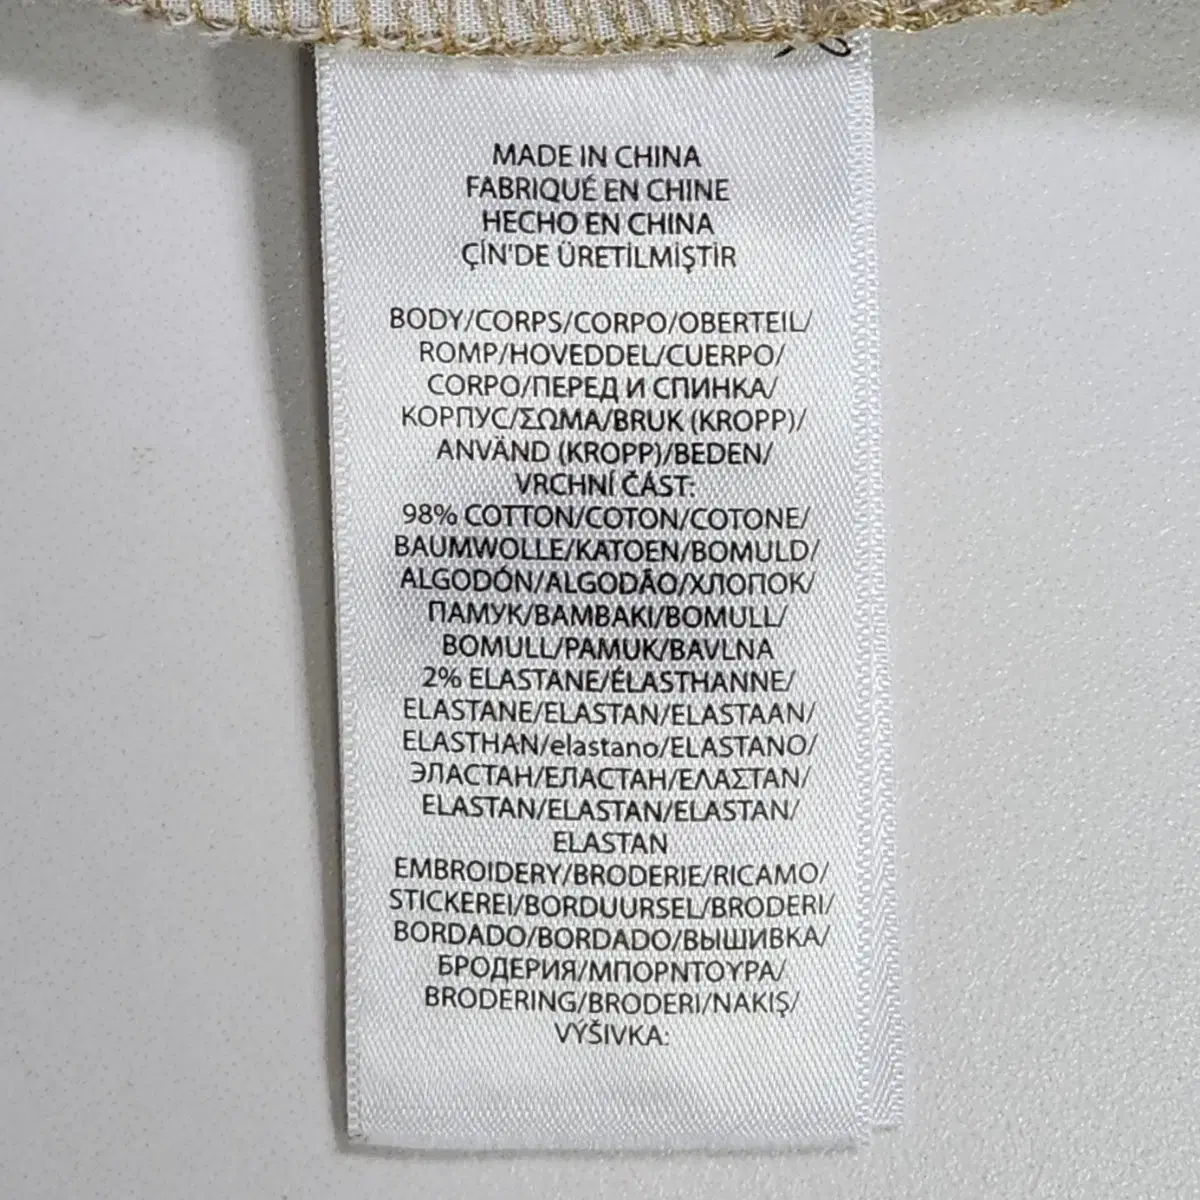 MADE IN CHINA
FABRIQUÉ EN CHINE
HECHO EN CHINA
ÇİN'DE ÜRETİLMİŞTİR
BODY/CORPS/CORPO/OBERTEIL/
ROMP/HOVEDDEL/CUERPO/
CORPO/ПЕРЕД И СПИНКА/
КОРПУС/ΣΩΜΑ/BRUK (KROPP)/
ANVÄND (KROPP)/BEDEN/
VRCHNÍ ČÁST:
98% COTTON/COTON/COTONE/
BAUMWOLLE/KATOEN/BOMULD/
ALGODÓN/ALGODÃO/ХЛОПОК/
ПАМУК/ΒΑΜΒΑΚΙ/BOMULL/
BOMULL/PAMUK/BAVLNA
2% ELASTANE/ÉLASTHANNE/
ELASTANE/ELASTAN/ELASTAAN/
ELASTHAN/elastano/ELASTANO/
ЭЛАСТАН/ЕЛАСТАН/ΕΛΑΣΤΑΝ/
ELASTAN/ELASTAN/ELASTAN/
ELASTAN
EMBROIDERY/BRODERIE/RICAMO/
STICKEREI/BORDUURSEL/BRODERI/
BORDADO/BORDADO/ВЫШИВКА/
БРОДЕРИЯ/ΜΠΟΡΝΤΟΥΡΑ/
BRODERING/BRODERI/NAKIŞ/
VÝŠIVKA: